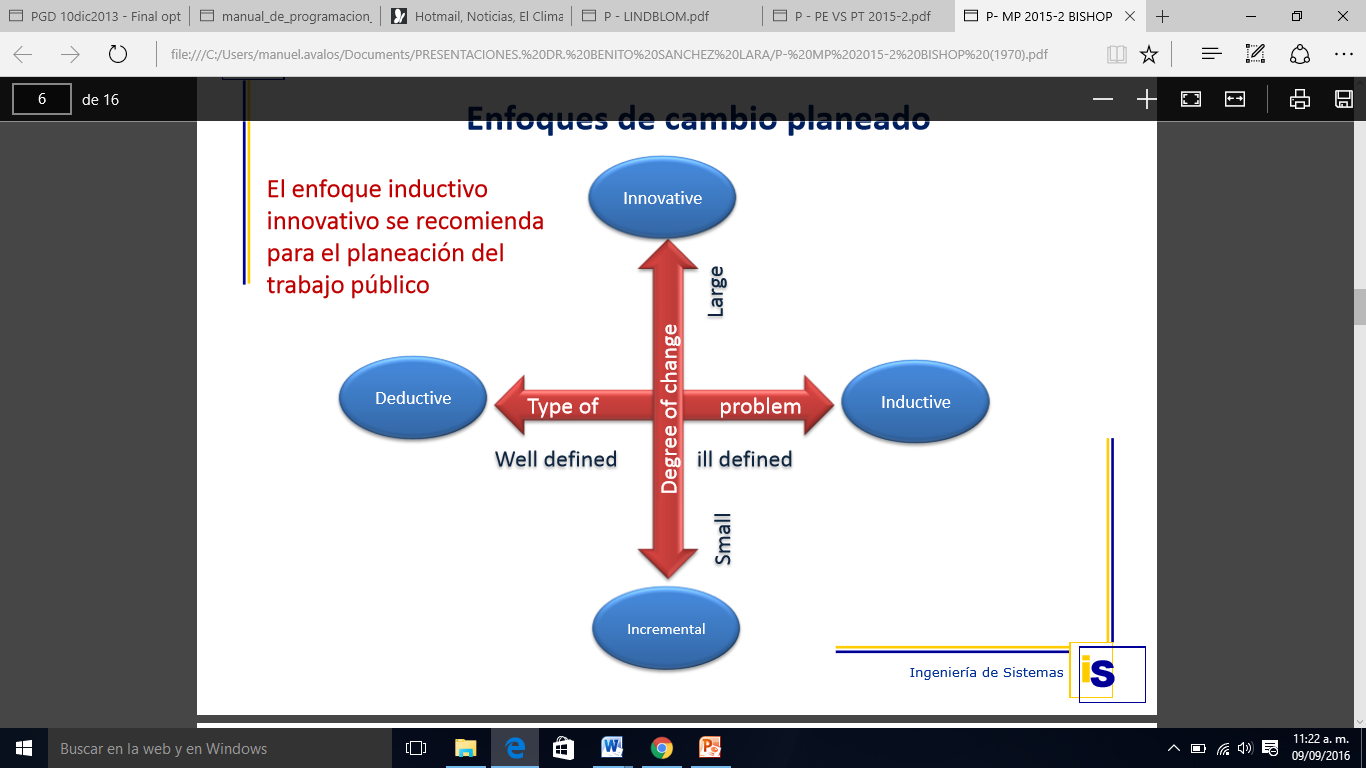 PGD 10dic2013 - Final opt
manual_de_programacion_
Hotmail, Noticias, El Clima
P - LINDBLOM.pdf
P - PE VS PT 2015-2.pdf
P- MP 2015-2 BISHOP
file:///C:/Users/manuel.avalos/Documents/PRESENTACIONES.%20DR.%20BENITO%20SANCHEZ%20LARA/P-%20MP%202015-2%20BISHOP%20(1970).pdf
6 de 16
Enfoques de cambio planeado
El enfoque inductivo
innovativo se recomienda
para el planeación del
trabajo público
Innovative
Large
Degree of change
Deductive
Type of problem
Inductive
Well defined
ill defined
Small
Incremental
Ingeniería de Sistemas
iS
Buscar en la web y en Windows
11:22 a. m.
09/09/2016